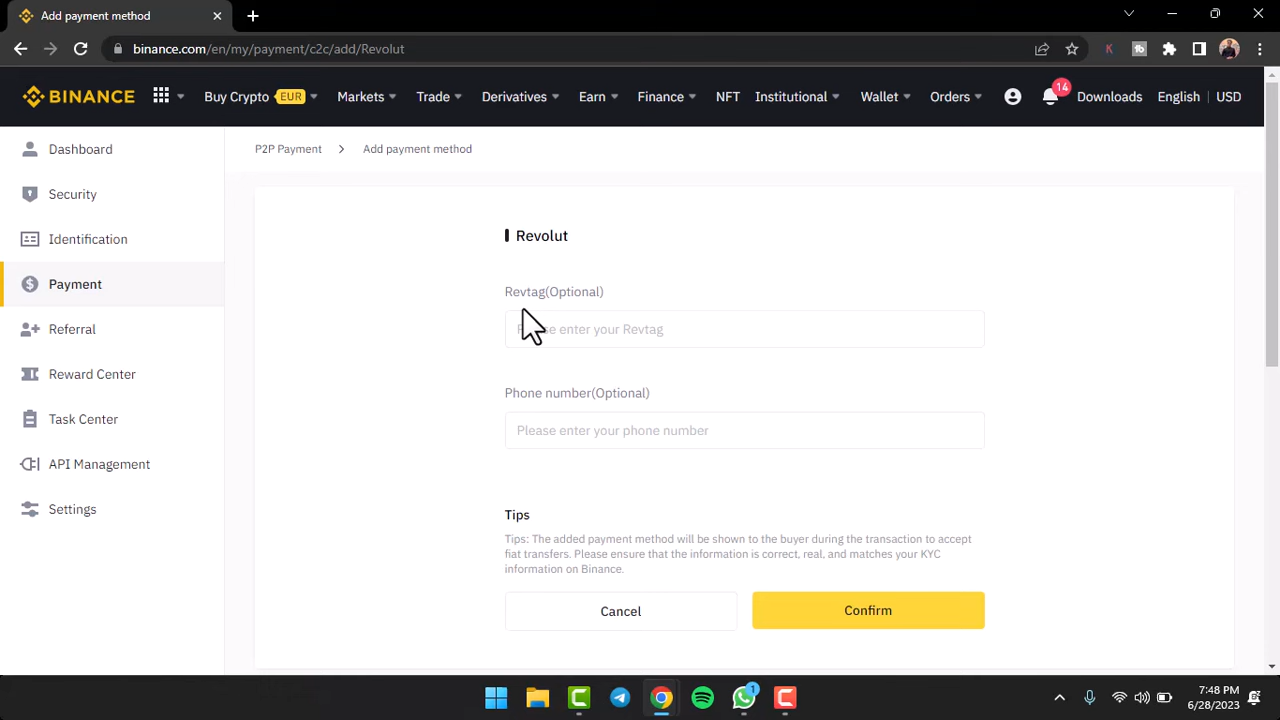 Add payment method
binance.com/en/my/payment/c2c/add/Revolut
BINANCE
Buy Crypto EUR Markets Trade Derivatives Earn Finance NFT Institutional Wallet Orders 14 Downloads English USD
Dashboard
Security
Identification
Payment
Referral
Reward Center
Task Center
API Management
Settings
P2P Payment > Add payment method
Revolut
Revtag(Optional)
enter your Revtag
Phone number(Optional)
Please enter your phone number
Tips
Tips: The added payment method will be shown to the buyer during the transaction to accept
fiat transfers. Please ensure that the information is correct, real, and matches your KYC
information on Binance.
Cancel
Confirm
1
7:48 PM
6/28/2023